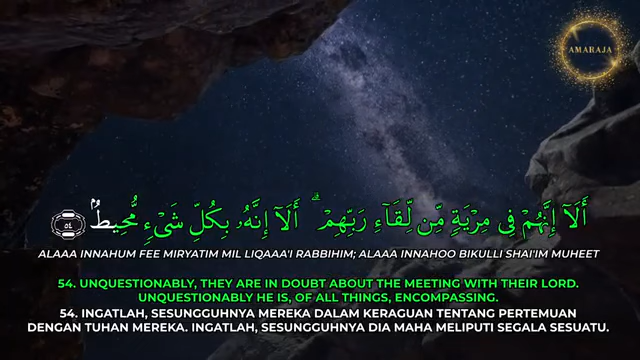 AMARAJA
أَلَآ إِنَّهُمْ فِى مِرْيَةٍ مِّن لِّقَآءِ رَبِّهِمْ ۗ أَلَآ إِنَّهُۥ بِكُلِّ شَىْءٍ مُّحِيطٌۢ ٥٤
ALAAA INNAHUM FEE MIRYATIM MIL LIQAAA'I RABBIHIM; ALAAA INNAHOO BIKULLI SHAI'IM MUHEET
54. UNQUESTIONABLY, THEY ARE IN DOUBT ABOUT THE MEETING WITH THEIR LORD.
UNQUESTIONABLY HE IS, OF ALL THINGS, ENCOMPASSING.
54. INGATLAH, SESUNGGUHNYA MEREKA DALAM KERAGUAN TENTANG PERTEMUAN
DENGAN TUHAN MEREKA. INGATLAH, SESUNGGUHNYA DIA MAHA MELIPUTI SEGALA SESUATU.